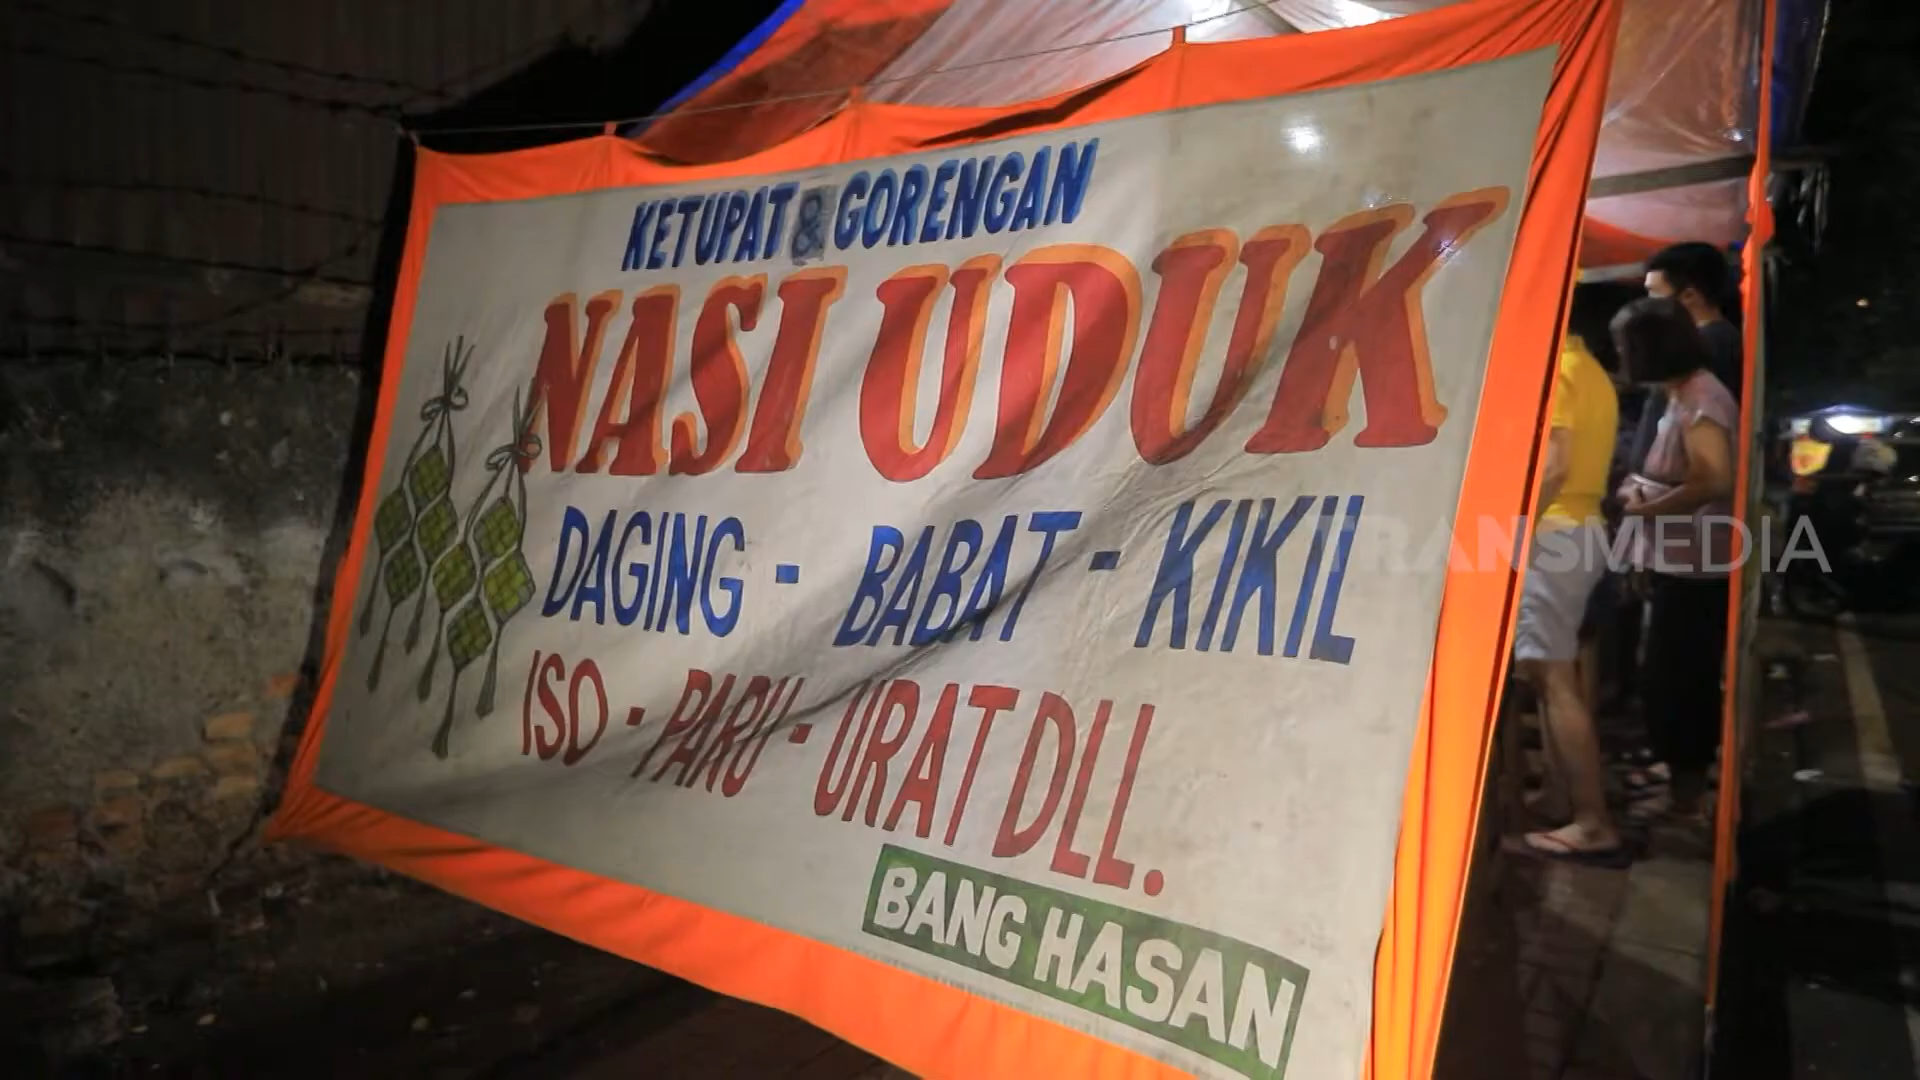 KETUPAT & GORENGAN
NASI UDUK
DAGING - BABAT - KIKIL
ISO - PARU - URAT DLL.
BANG HASAN
TRANSMEDIA